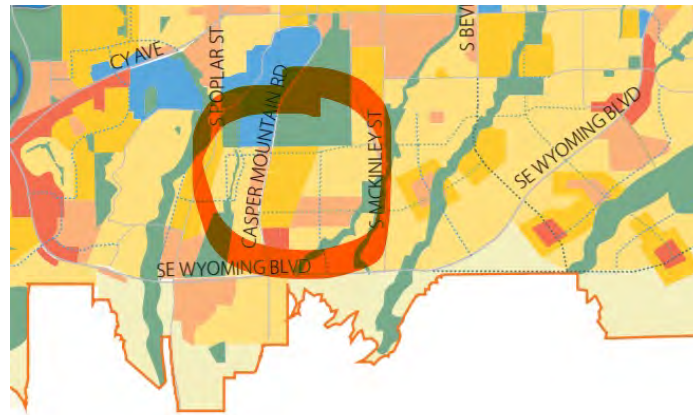 CY AVE
S POPLAR ST
CASPER MOUNTAIN RD
S MCKINLEY ST
S BEV
SE WYOMING BLVD
SE WYOMING BLVD